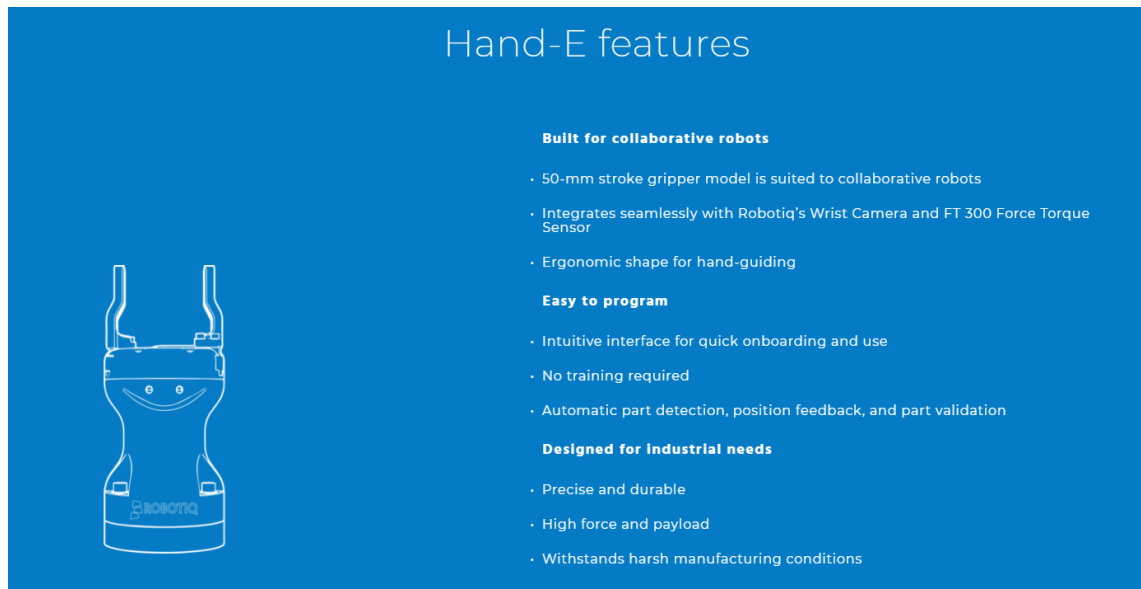 Hand-E features
Built for collaborative robots
• 50-mm stroke gripper model is suited to collaborative robots
• Integrates seamlessly with Robotiq’s Wrist Camera and FT 300 Force Torque
Sensor
• Ergonomic shape for hand-guiding
Easy to program
• Intuitive interface for quick onboarding and use
• No training required
• Automatic part detection, position feedback, and part validation
Designed for industrial needs
• Precise and durable
• High force and payload
• Withstands harsh manufacturing conditions
ROBOTIQ